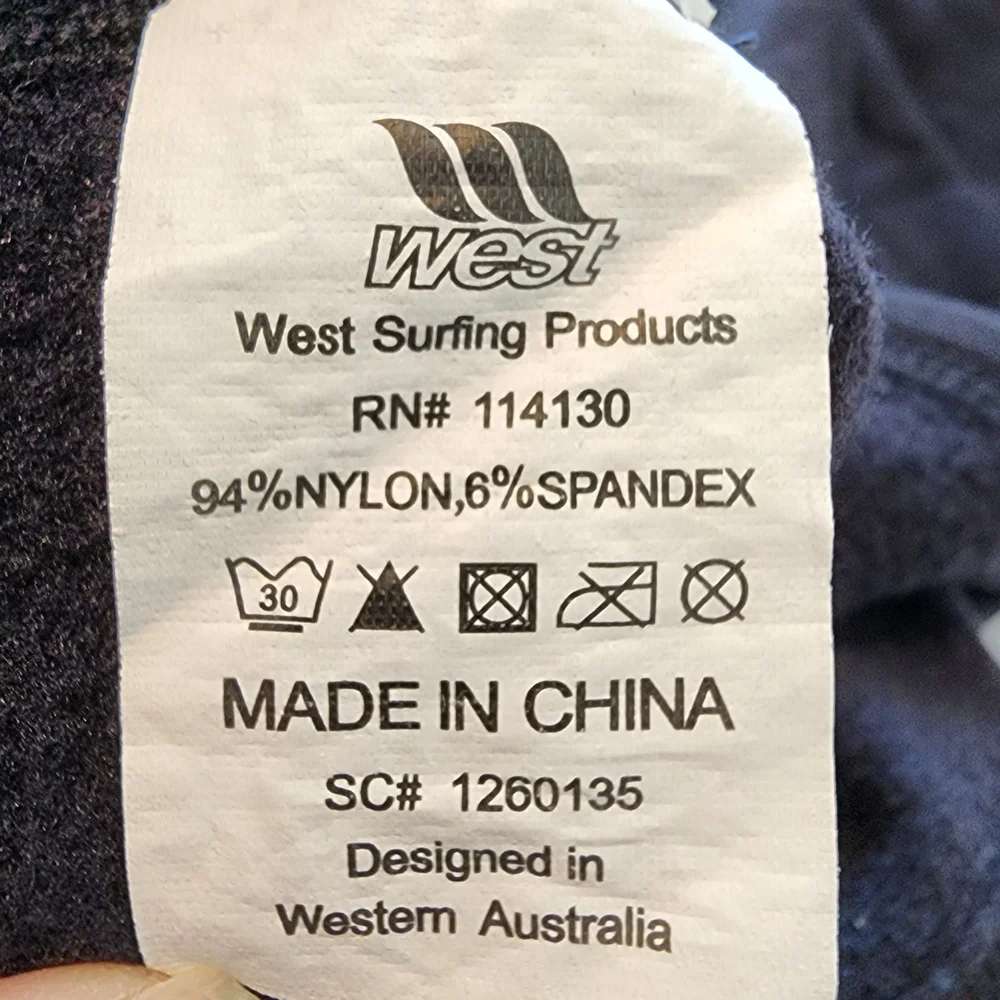 west
West Surfing Products
RN# 114130
94%NYLON,6%SPANDEX
30
MADE IN CHINA
SC# 1260135
Designed in
Western Australia